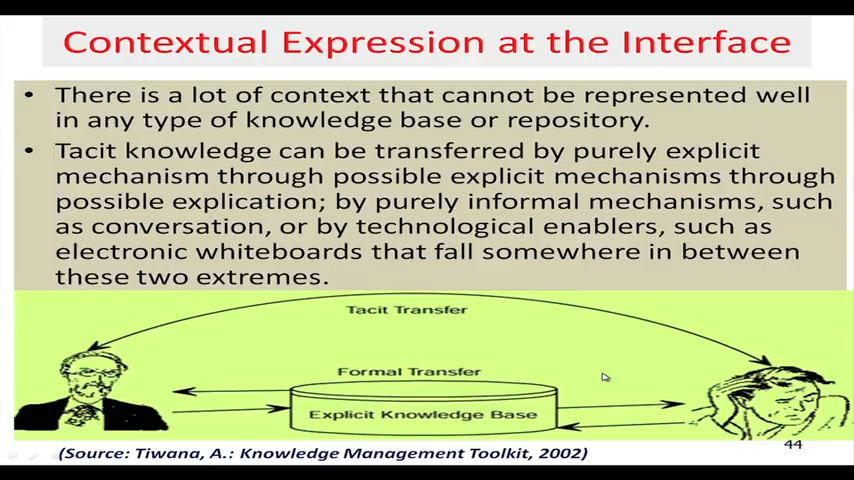 Contextual Expression at the Interface
• There is a lot of context that cannot be represented well
in any type of knowledge base or repository.
• Tacit knowledge can be transferred by purely explicit
mechanism through possible explicit mechanisms through
possible explication; by purely informal mechanisms, such
as conversation, or by technological enablers, such as
electronic whiteboards that fall somewhere in between
these two extremes.
Tacit Transfer
Formal Transfer
Explicit Knowledge Base
44
(Source: Tiwana, A.: Knowledge Management Toolkit, 2002)